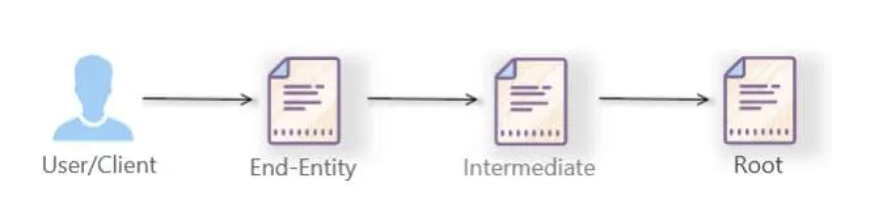 User/Client
End-Entity
Intermediate
Root